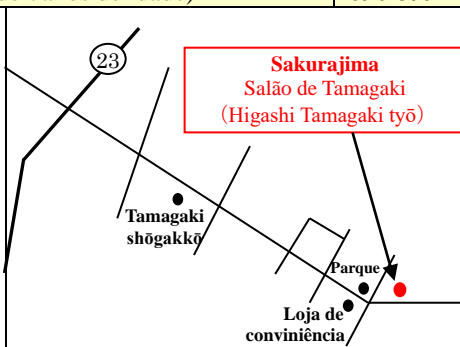 23
Sakurajima
Salão de Tamagaki
(Higashi Tamagaki tyō)
Tamagaki
shōgakkō
Parque
Loja de
conviniência